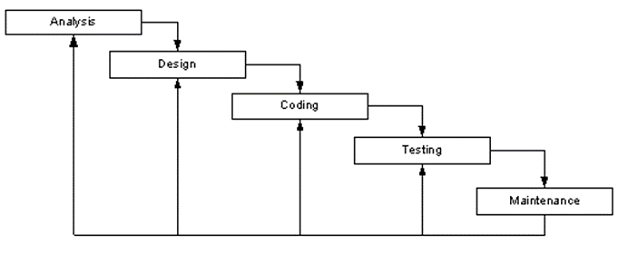 Analysis
Design
Coding
Testing
Maintenance